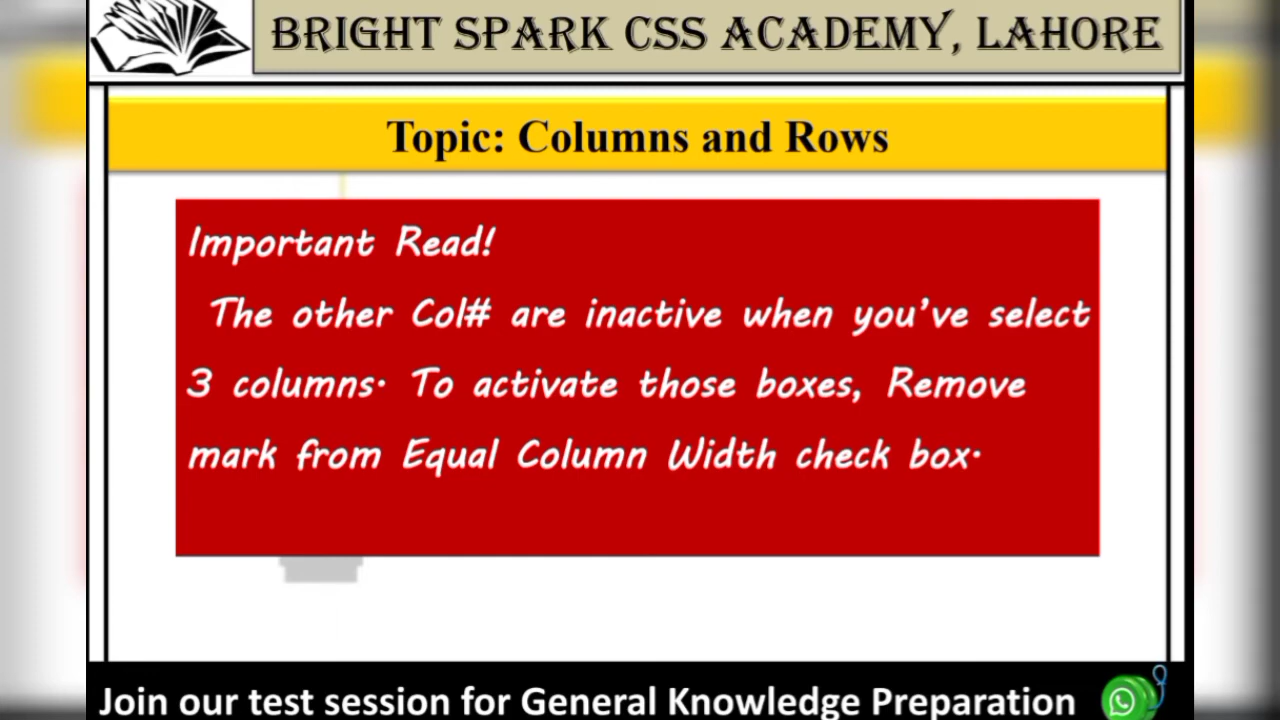 BRIGHT SPARK CSS ACADEMY, LAHORE
Topic: Columns and Rows
Important Read!
The other Col# are inactive when you've select
3 columns. To activate those boxes, Remove
mark from Equal Column Width check box.
Join our test session for General Knowledge Preparation